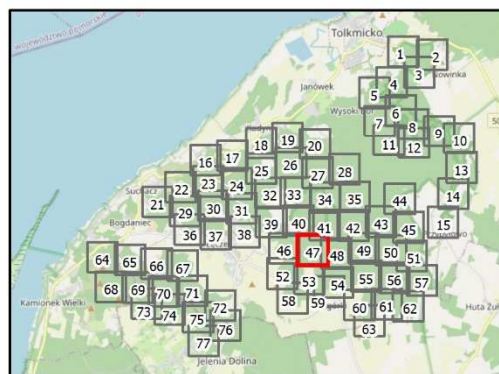 województwo pomorskie
Tolkmicko
1 2
3
Janówek
4
5
Wysoki Bór
6
7 8 9
10
11 12
13
14
15
16 17 18 19 20
21 22 23 24 25 26 27 28
Suchacz
Bogdaniec
29 30 31 32 33 34 35
36 37 38 39 40 41 42 43 44 45
46 47 48 49 50 51
52 53 54 55 56 57
58 59 60 61 62
63
64 65 66 67
68 69 70 71 72
73 74 75 76
77
Kamionek Wielki
Jelenia Dolina
Huta Żuł